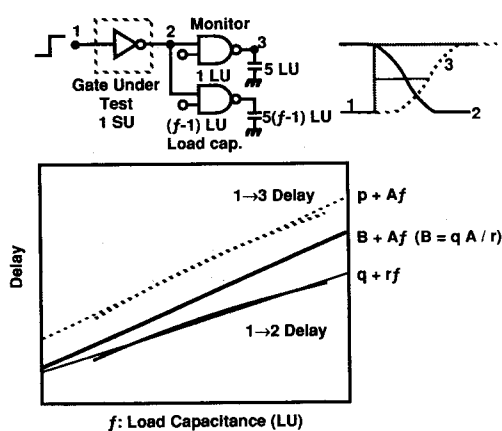 Monitor
1
2
3
5 LU
1 LU
Gate Under
Test
1 SU
(f-1) LU
Load cap.
5(f-1) LU
1
3
2
Delay
1→3 Delay
p + Af
B + Af (B = q A / r)
q + rf
1→2 Delay
f: Load Capacitance (LU)